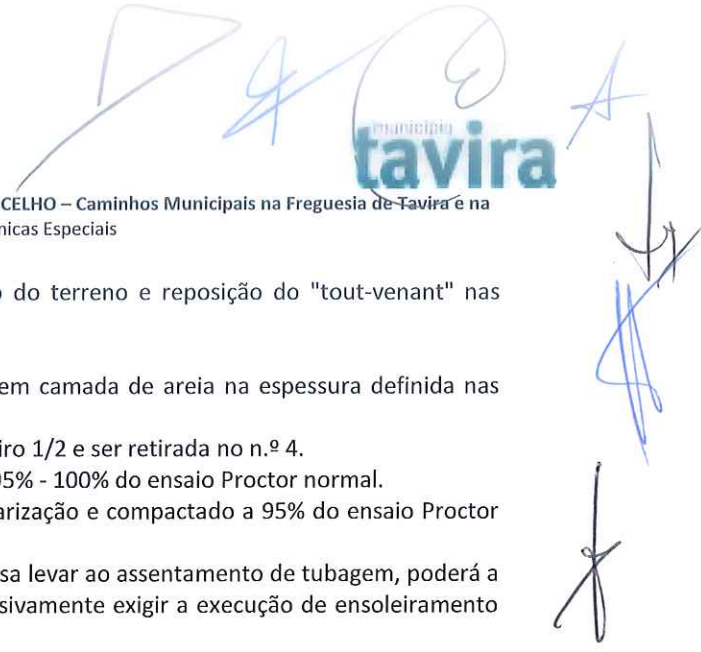 município
tavira
CELHO – Caminhos Municipais na Freguesia de Tavira e na
nicas Especiais
do terreno e reposição do "tout-venant" nas
em camada de areia na espessura definida nas
iro 1/2 e ser retirada no n.º 4.
95% - 100% do ensaio Proctor normal.
arização e compactado a 95% do ensaio Proctor
sa levar ao assentamento de tubagem, poderá a
sivamente exigir a execução de ensoleiramento